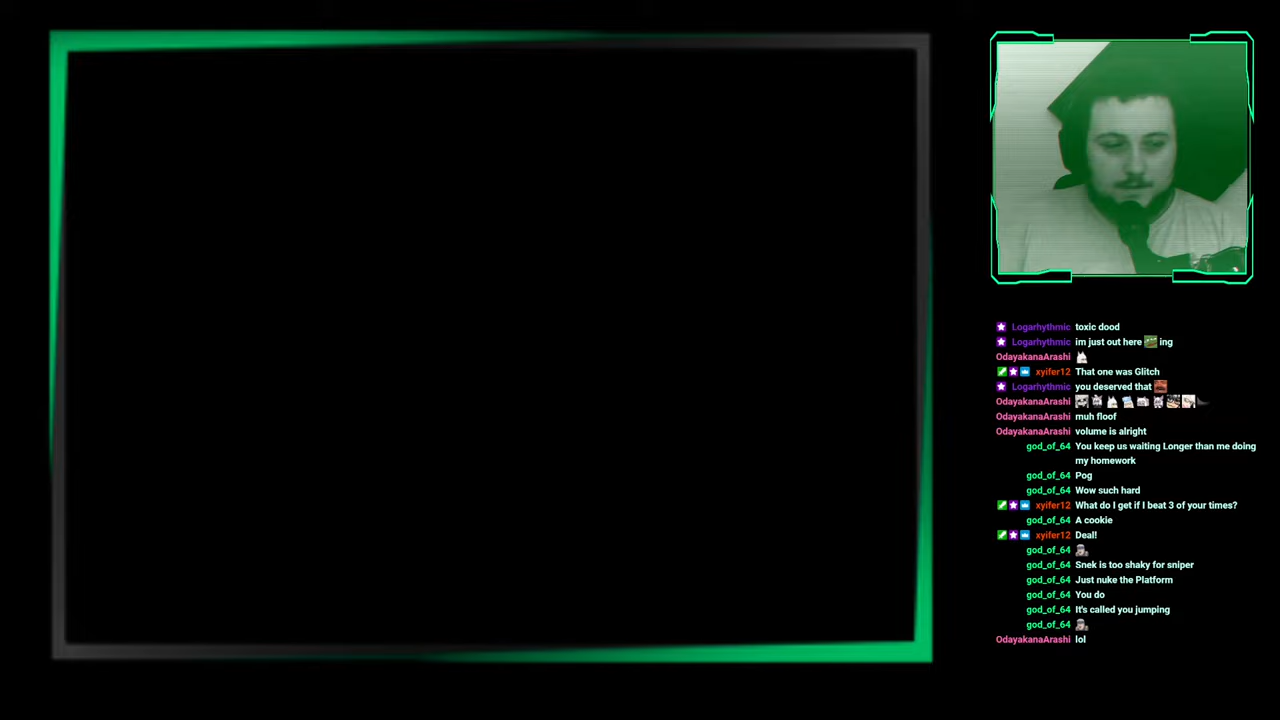 Logarhythmic toxic dood
Logarhythmic im just out here ing
OdayakanaArashi
xyifer12 That one was Glitch
Logarhythmic you deserved that
OdayakanaArashi
OdayakanaArashi muh floof
OdayakanaArashi volume is alright
god_of_64 You keep us waiting Longer than me doing
my homework
god_of_64 Pog
god_of_64 Wow such hard
xyifer12 What do I get if I beat 3 of your times?
god_of_64 A cookie
xyifer12 Deal!
god_of_64
god_of_64 Snek is too shaky for sniper
god_of_64 Just nuke the Platform
god_of_64 You do
god_of_64 It's called you jumping
god_of_64
OdayakanaArashi lol